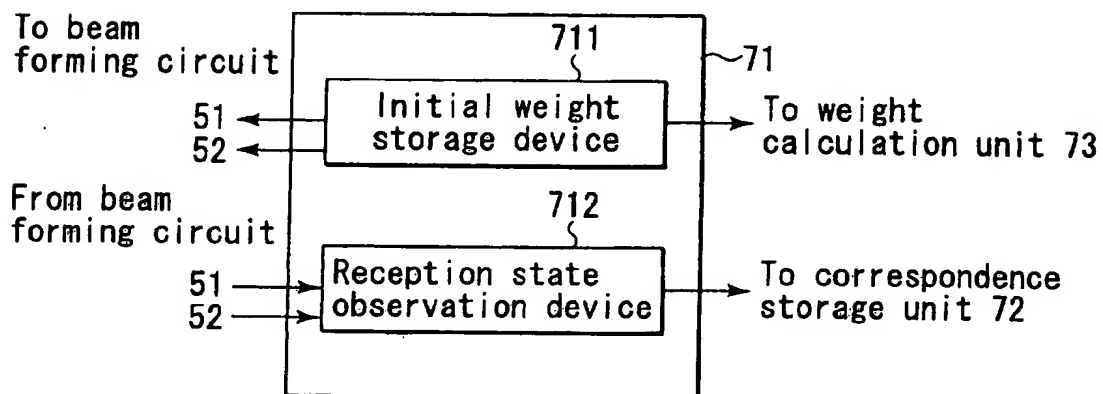 To beam
forming circuit
711
71
Initial weight
storage device
51
52
To weight
calculation unit 73
From beam
forming circuit
712
Reception state
observation device
51
52
To correspondence
storage unit 72